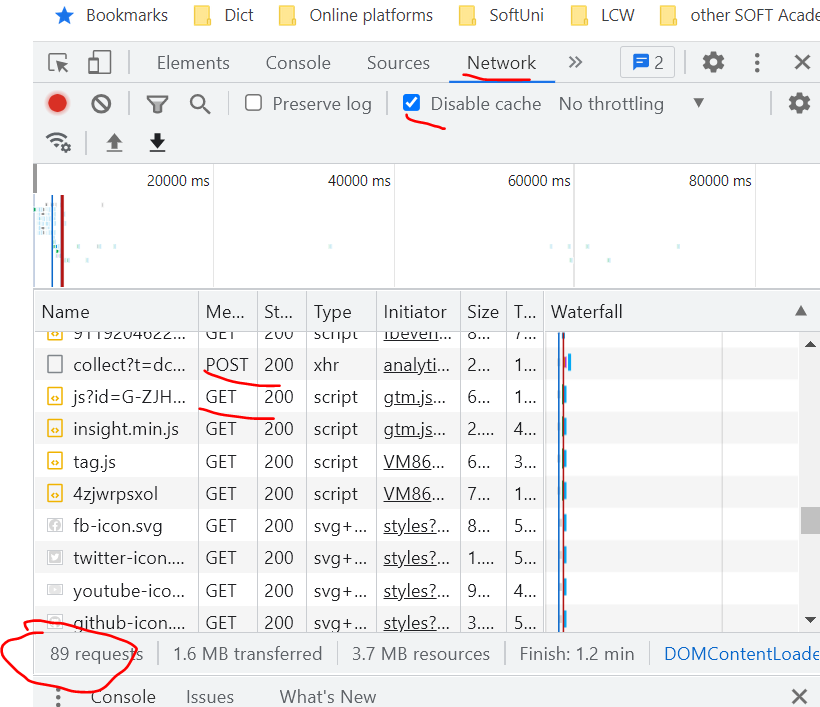 Bookmarks Dict Online platforms SoftUni LCW other SOFT Acade
Elements Console Sources Network » 2
Preserve log Disable cache No throttling
20000 ms 40000 ms 60000 ms 80000 ms
Name Me... St... Type Initiator Size T... Waterfall
9119204622... GET 200 script fbeven... 8... 7...
collect?t=dc... POST 200 xhr analyti... 2... 1...
js?id=G-ZJH... GET 200 script gtm.js... 6... 1...
insight.min.js GET 200 script gtm.js... 2.... 4...
tag.js GET 200 script VM86... 6... 3...
4zjwrpsxol GET 200 script VM86... 7... 1...
fb-icon.svg GET 200 svg+... styles?... 8... 5...
twitter-icon.... GET 200 svg+... styles?... 1.... 5...
youtube-ico... GET 200 svg+... styles?... 9... 4...
github-icon.... GET 200 svg+... styles?... 3.... 5...
89 requests 1.6 MB transferred 3.7 MB resources Finish: 1.2 min DOMContentLoade
Console Issues What's New